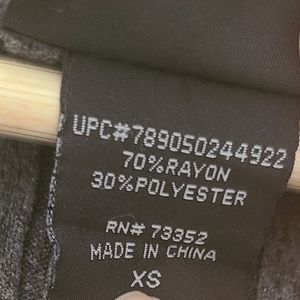 UPC#789050244922
70%RAYON
30%POLYESTER
RN# 73352
MADE IN CHINA
XS